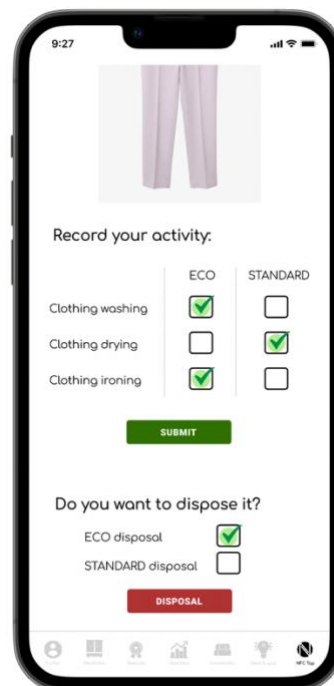 9:27
Record your activity:
ECO STANDARD
Clothing washing
Clothing drying
Clothing ironing
SUBMIT
Do you want to dispose it?
ECO disposal
STANDARD disposal
DISPOSAL
NFC Tap